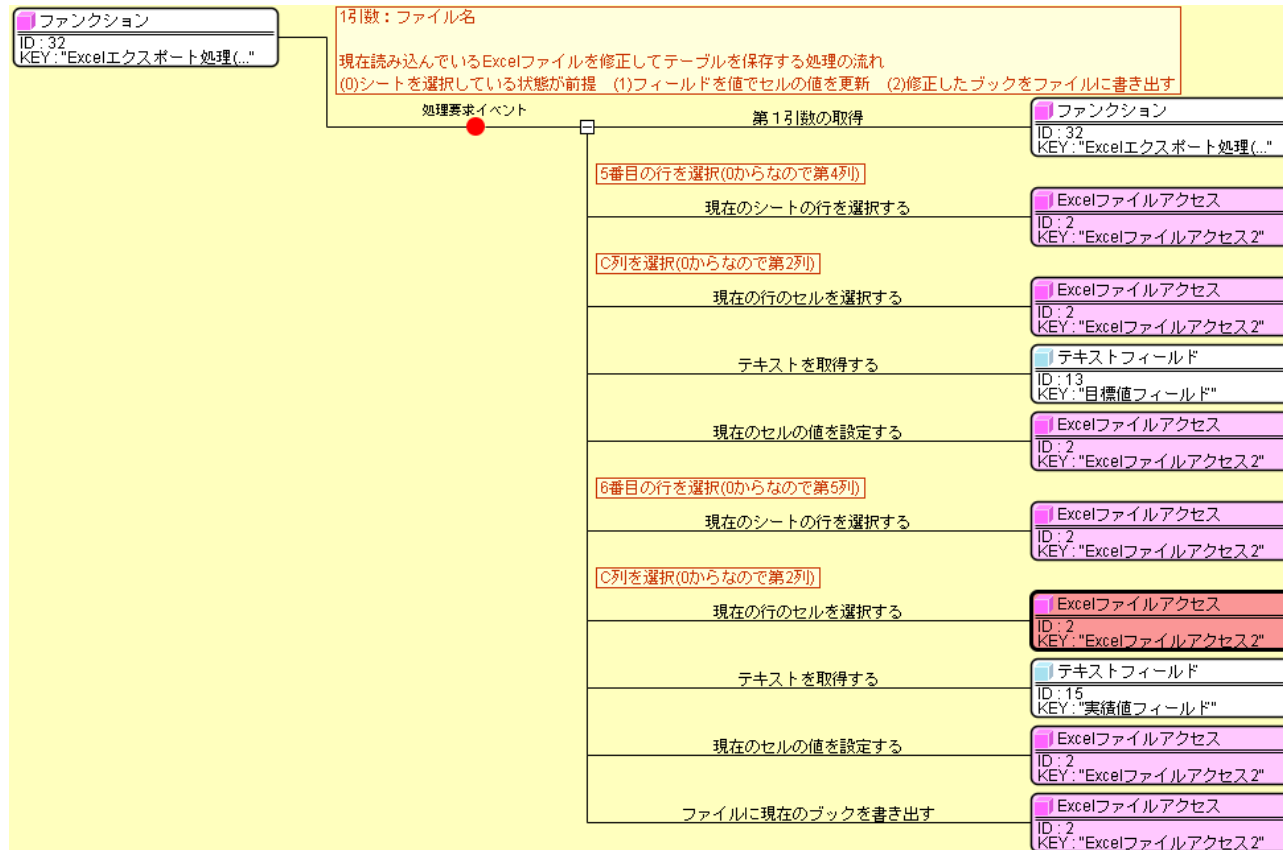 ファンクション
ID : 32
KEY : "Excelエクスポート処理(..."
1引数：ファイル名
現在読み込んでいるExcelファイルを修正してテーブルを保存する処理の流れ
(0)シートを選択している状態が前提　(1)フィールドを値でセルの値を更新　(2)修正したブックをファイルに書き出す
処理要求イベント
第１引数の取得
ファンクション
ID : 32
KEY : "Excelエクスポート処理(..."
5番目の行を選択(0からなので第4列)
現在のシートの行を選択する
Excelファイルアクセス
ID : 2
KEY : "Excelファイルアクセス2"
C列を選択(0からなので第2列)
現在の行のセルを選択する
Excelファイルアクセス
ID : 2
KEY : "Excelファイルアクセス2"
テキストを取得する
テキストフィールド
ID : 13
KEY : "目標値フィールド"
現在のセルの値を設定する
Excelファイルアクセス
ID : 2
KEY : "Excelファイルアクセス2"
6番目の行を選択(0からなので第5列)
現在のシートの行を選択する
Excelファイルアクセス
ID : 2
KEY : "Excelファイルアクセス2"
C列を選択(0からなので第2列)
現在の行のセルを選択する
Excelファイルアクセス
ID : 2
KEY : "Excelファイルアクセス2"
テキストを取得する
テキストフィールド
ID : 15
KEY : "実績値フィールド"
現在のセルの値を設定する
Excelファイルアクセス
ID : 2
KEY : "Excelファイルアクセス2"
ファイルに現在のブックを書き出す
Excelファイルアクセス
ID : 2
KEY : "Excelファイルアクセス2"